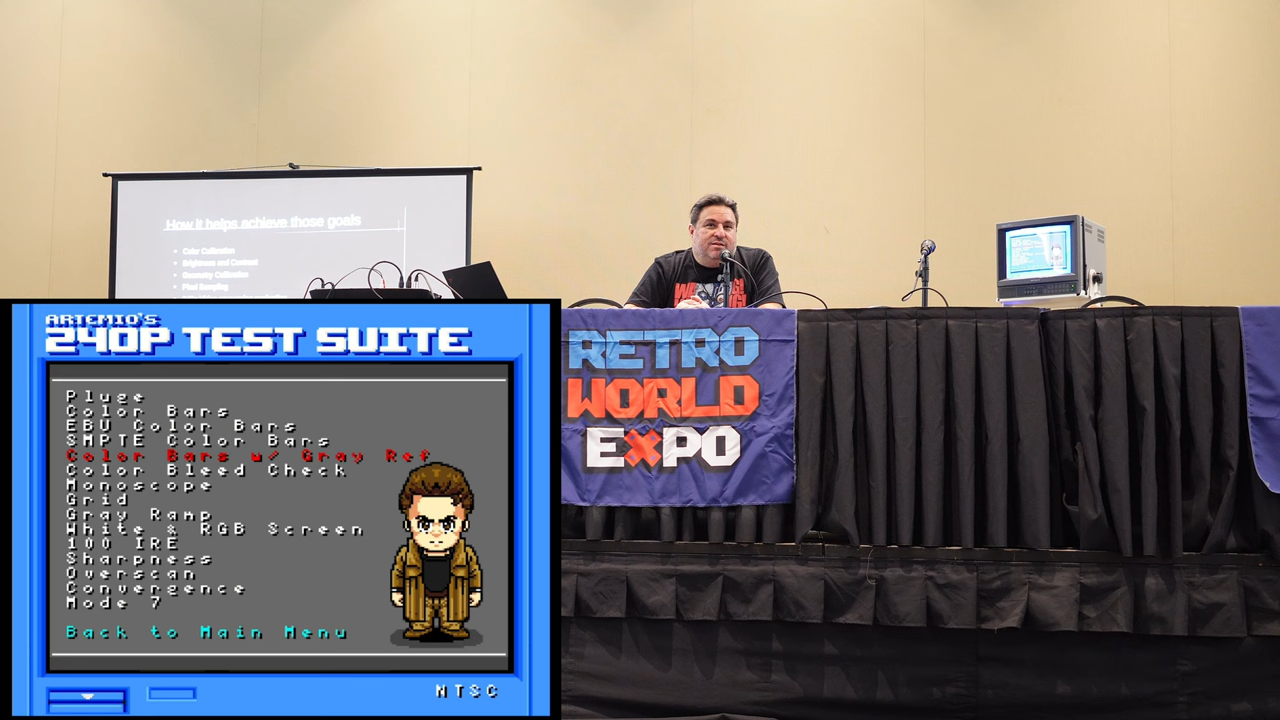 How it helps achieve those goals
Color Calibration
Brightness and Contrast
Geometry Calibration
Pixel Sampling
ARTEMIO'S
240P TEST SUITE
Pluge
Color Bars
EBU Color Bars
SMPTE Color Bars
Color Bars w/ Gray Ref
Color Bleed Check
Monoscope
Grid
Gray Ramp
White & RGB Screen
100 IRE
Sharpness
Overscan
Convergence
Mode 7
Back to Main Menu
NTSC
RETRO
WORLD
EXPO